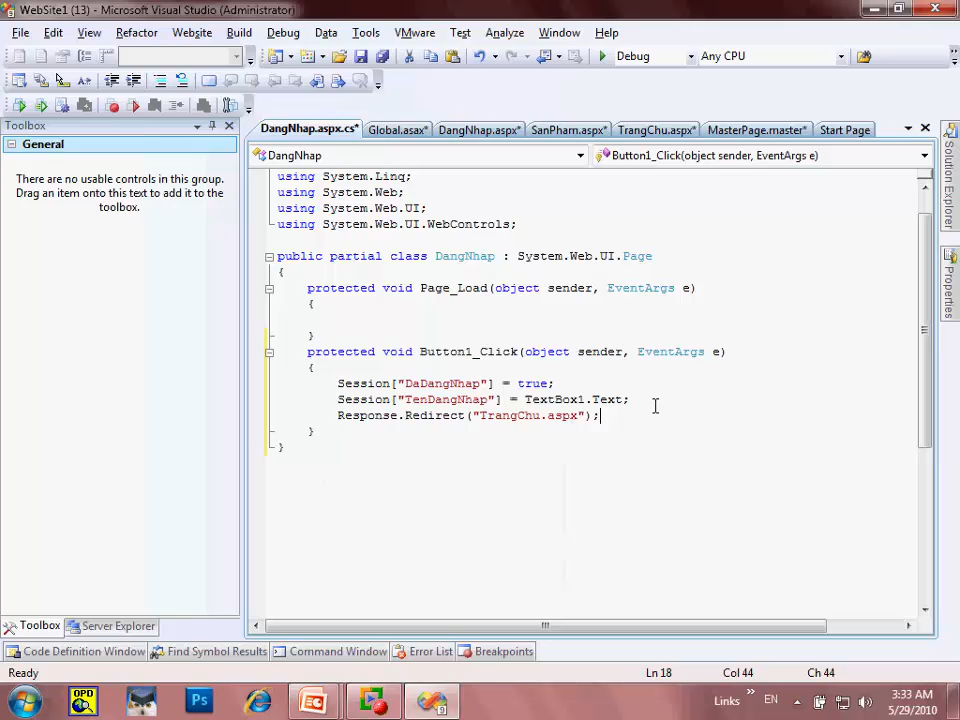 WebSite1 (13) - Microsoft Visual Studio (Administrator)
File Edit View Refactor Website Build Debug Data Tools VMware Test Analyze Window Help
Debug Any CPU
Toolbox
General
There are no usable controls in this group.
Drag an item onto this text to add it to the
toolbox.
DangNhap.aspx.cs* Global.asax* DangNhap.aspx* SanPham.aspx* TrangChu.aspx* MasterPage.master* Start Page
DangNhap Button1_Click(object sender, EventArgs e)
using System.Linq;
using System.Web;
using System.Web.UI;
using System.Web.UI.WebControls;
public partial class DangNhap : System.Web.UI.Page
{
protected void Page_Load(object sender, EventArgs e)
{
}
protected void Button1_Click(object sender, EventArgs e)
{
Session["DaDangNhap"] = true;
Session["TenDangNhap"] = TextBox1.Text;
Response.Redirect("TrangChu.aspx");
}
}
Solution Explorer
Properties
Toolbox Server Explorer
Code Definition Window Find Symbol Results Command Window Error List Breakpoints
Ready Ln 18 Col 44 Ch 44
OPD Ps Links EN 3:33 AM
5/29/2010